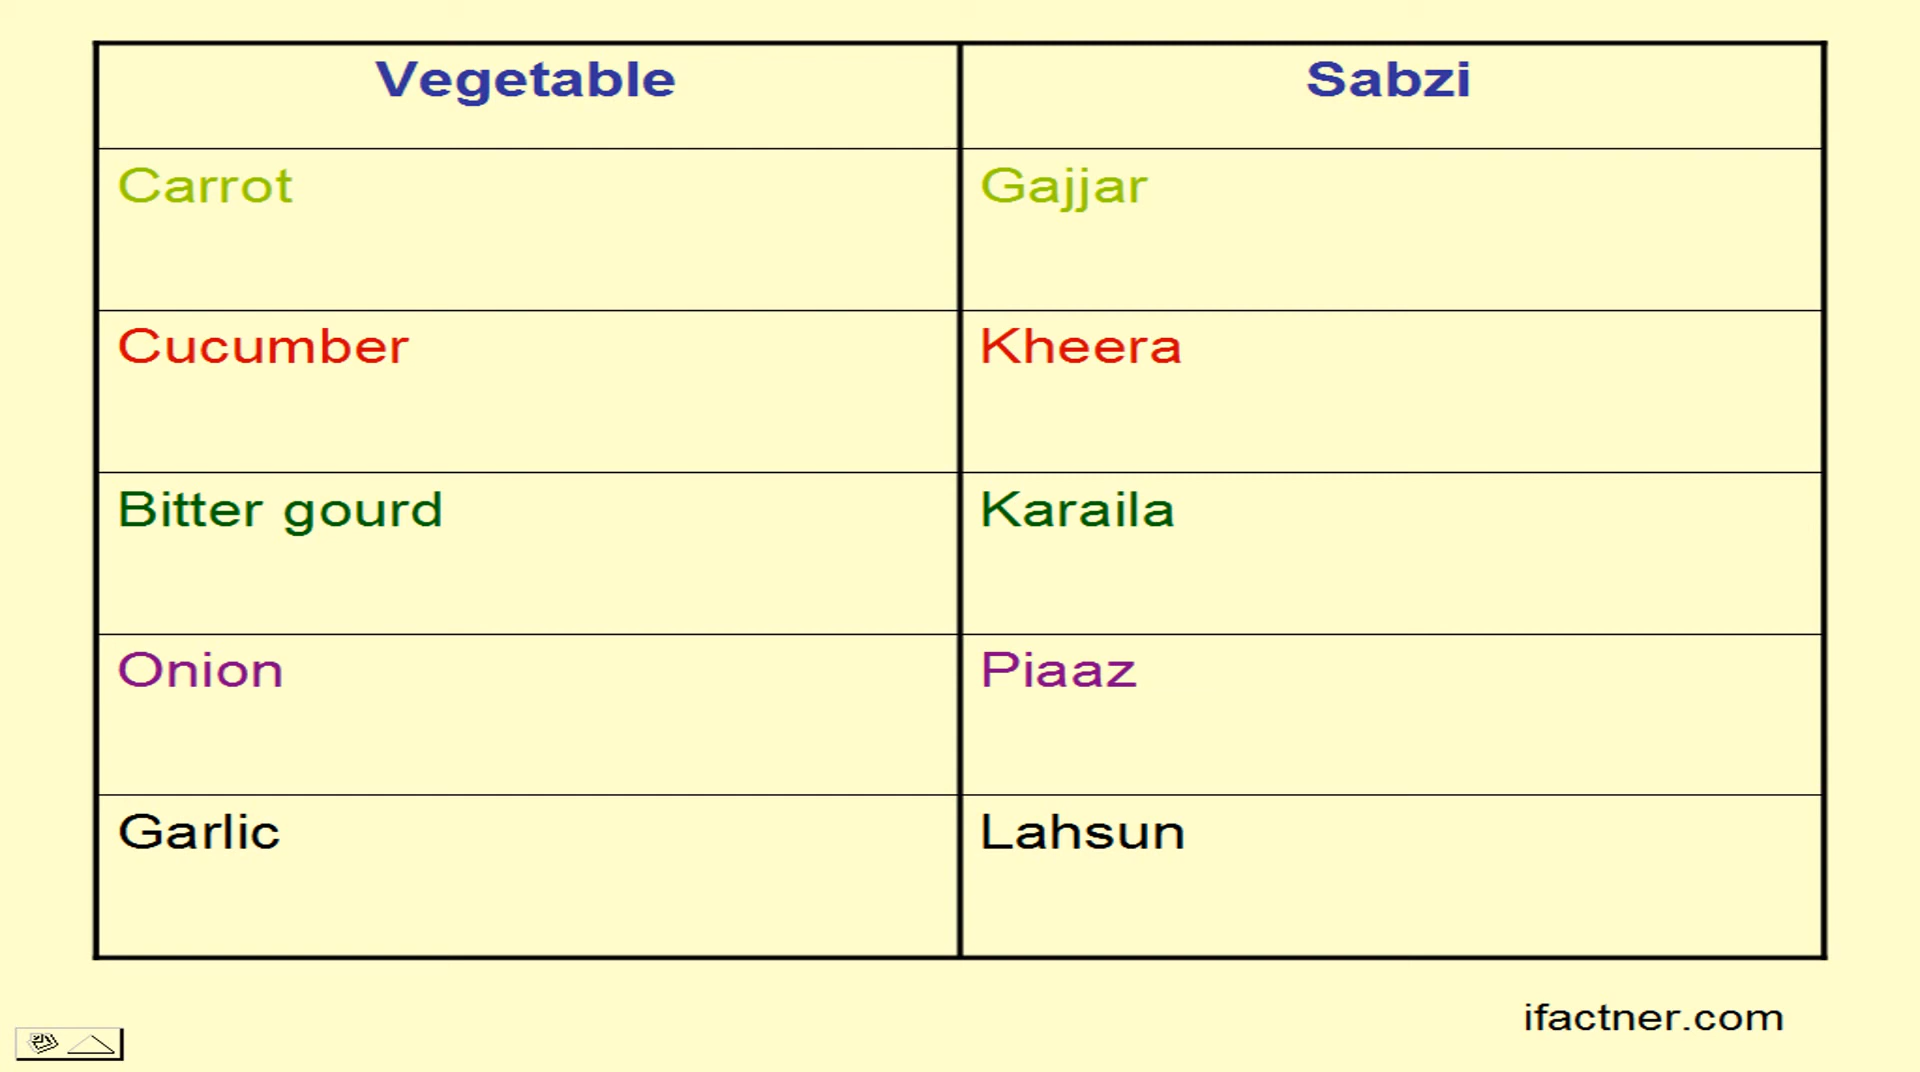 Vegetable Sabzi
Carrot Gajjar
Cucumber Kheera
Bitter gourd Karaila
Onion Piaaz
Garlic Lahsun
ifactner.com